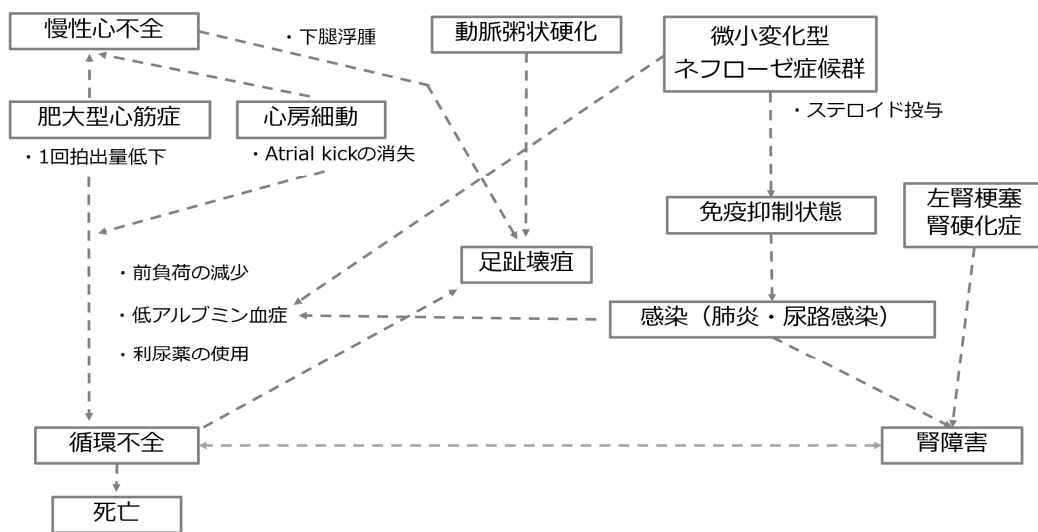 慢性心不全
・下腿浮腫
動脈粥状硬化
微小変化型
ネフローゼ症候群
肥大型心筋症
心房細動
・ステロイド投与
・1回拍出量低下
・Atrial kickの消失
免疫抑制状態
左腎梗塞
腎硬化症
足趾壊疽
・前負荷の減少
・低アルブミン血症
感染（肺炎・尿路感染）
・利尿薬の使用
循環不全
腎障害
死亡